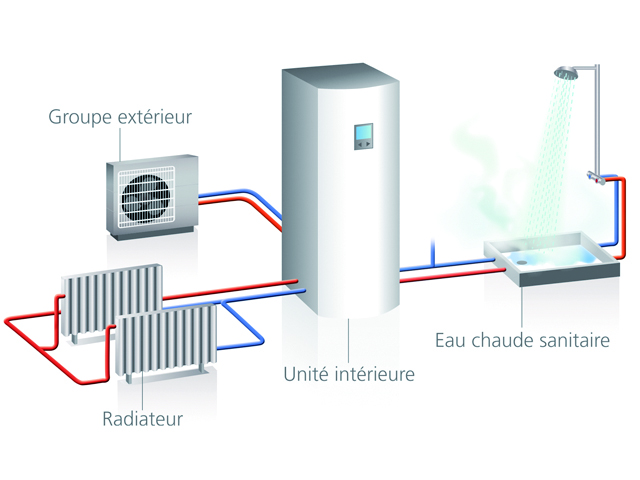 Groupe extérieur
Eau chaude sanitaire
Unité intérieure
Radiateur